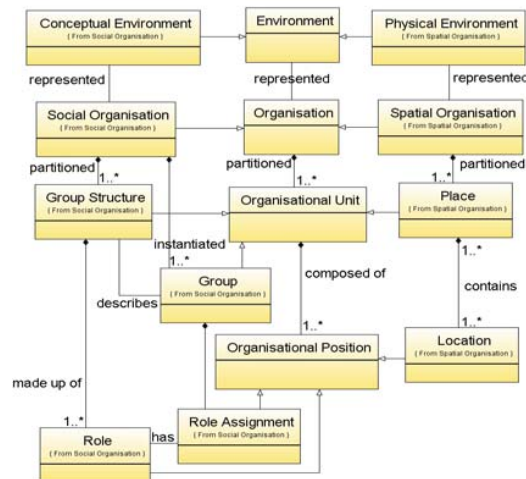 Conceptual Environment
{ From Social Organisation }
Environment
Physical Environment
{ From Spatial Organisation }
represented
represented
represented
Social Organisation
{ From Social Organisation }
Organisation
Spatial Organisation
{ From Spatial Organisation }
partitioned
partitioned
partitioned
1..*
1..*
1..*
Group Structure
{ From Social Organisation }
Organisational Unit
Place
{ From Spatial Organisation }
instantiated
1..*
1..*
Group
{ From Social Organisation }
composed of
describes
contains
1..*
1..*
Organisational Position
Location
{ From Spatial Organisation }
made up of
1..*
Role Assignment
{ From Social Organisation }
Role
{ From Social Organisation }
has